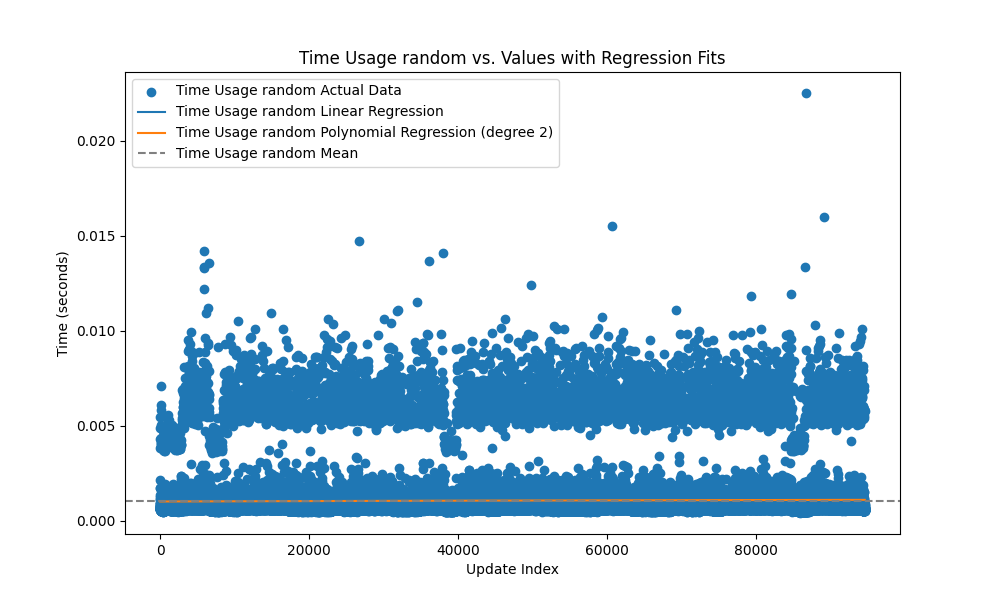 Time Usage random vs. Values with Regression Fits
Time Usage random Actual Data
Time Usage random Linear Regression
Time Usage random Polynomial Regression (degree 2)
Time Usage random Mean
Time (seconds)
0.020
0.015
0.010
0.005
0.000
0
20000
40000
60000
80000
Update Index